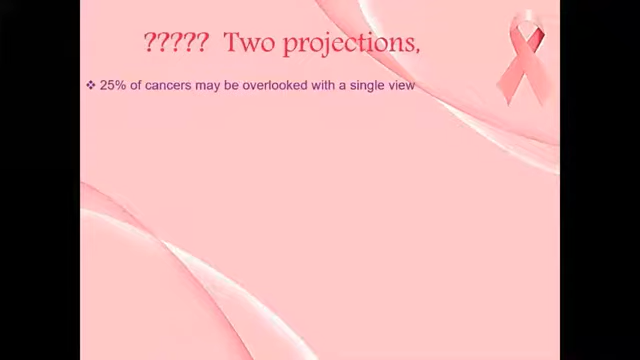 ????? Two projections,
❖ 25% of cancers may be overlooked with a single view